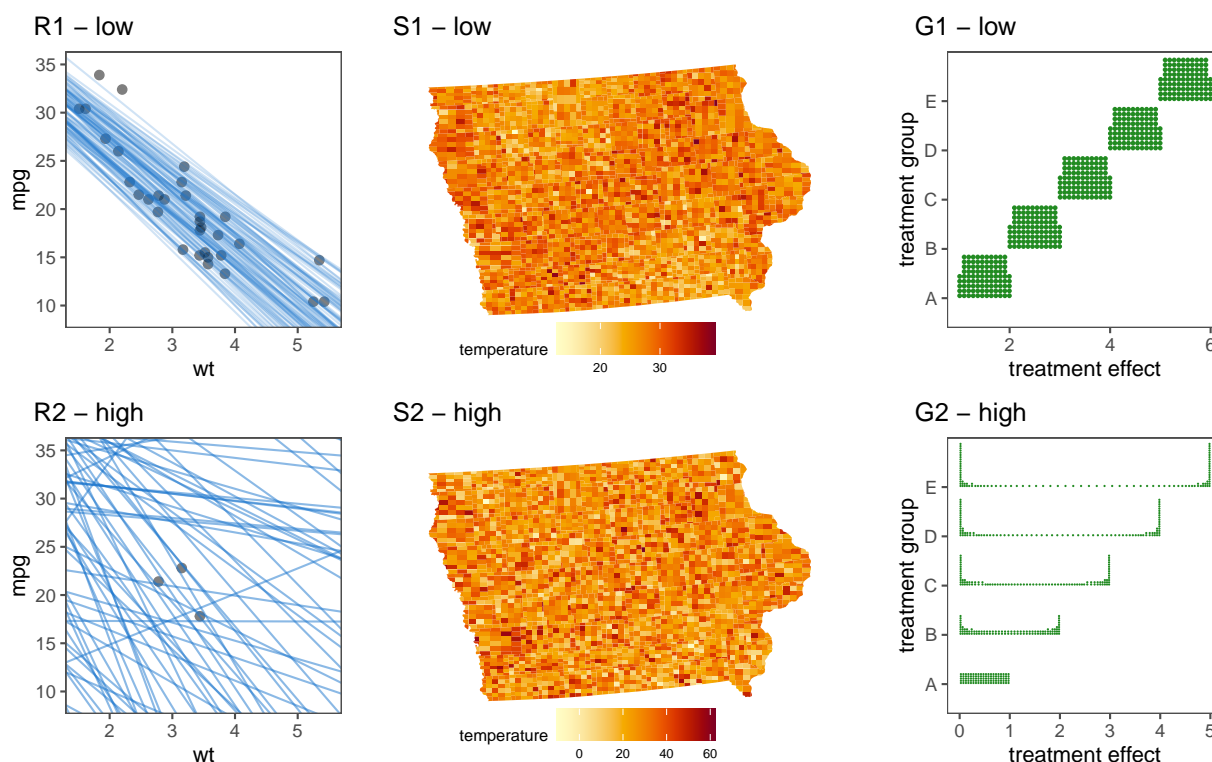 R1 – low
35
30
25
20
15
10
mpg
2 3 4 5
wt
S1 – low
temperature
20 30
G1 – low
E
D
C
B
A
treatment group
2 4 6
treatment effect
R2 – high
35
30
25
20
15
10
mpg
2 3 4 5
wt
S2 – high
temperature
0 20 40 60
G2 – high
E
D
C
B
A
treatment group
0 1 2 3 4 5
treatment effect